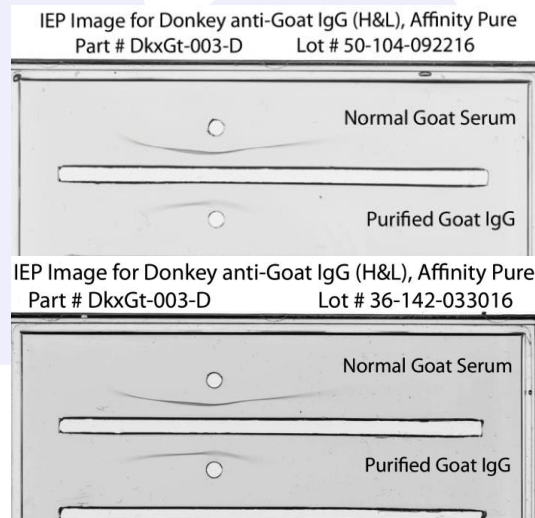 IEP Image for Donkey anti-Goat IgG (H&L), Affinity Pure
Part # DkxGt-003-D Lot # 50-104-092216
Normal Goat Serum
Purified Goat IgG
IEP Image for Donkey anti-Goat IgG (H&L), Affinity Pure
Part # DkxGt-003-D Lot # 36-142-033016
Normal Goat Serum
Purified Goat IgG